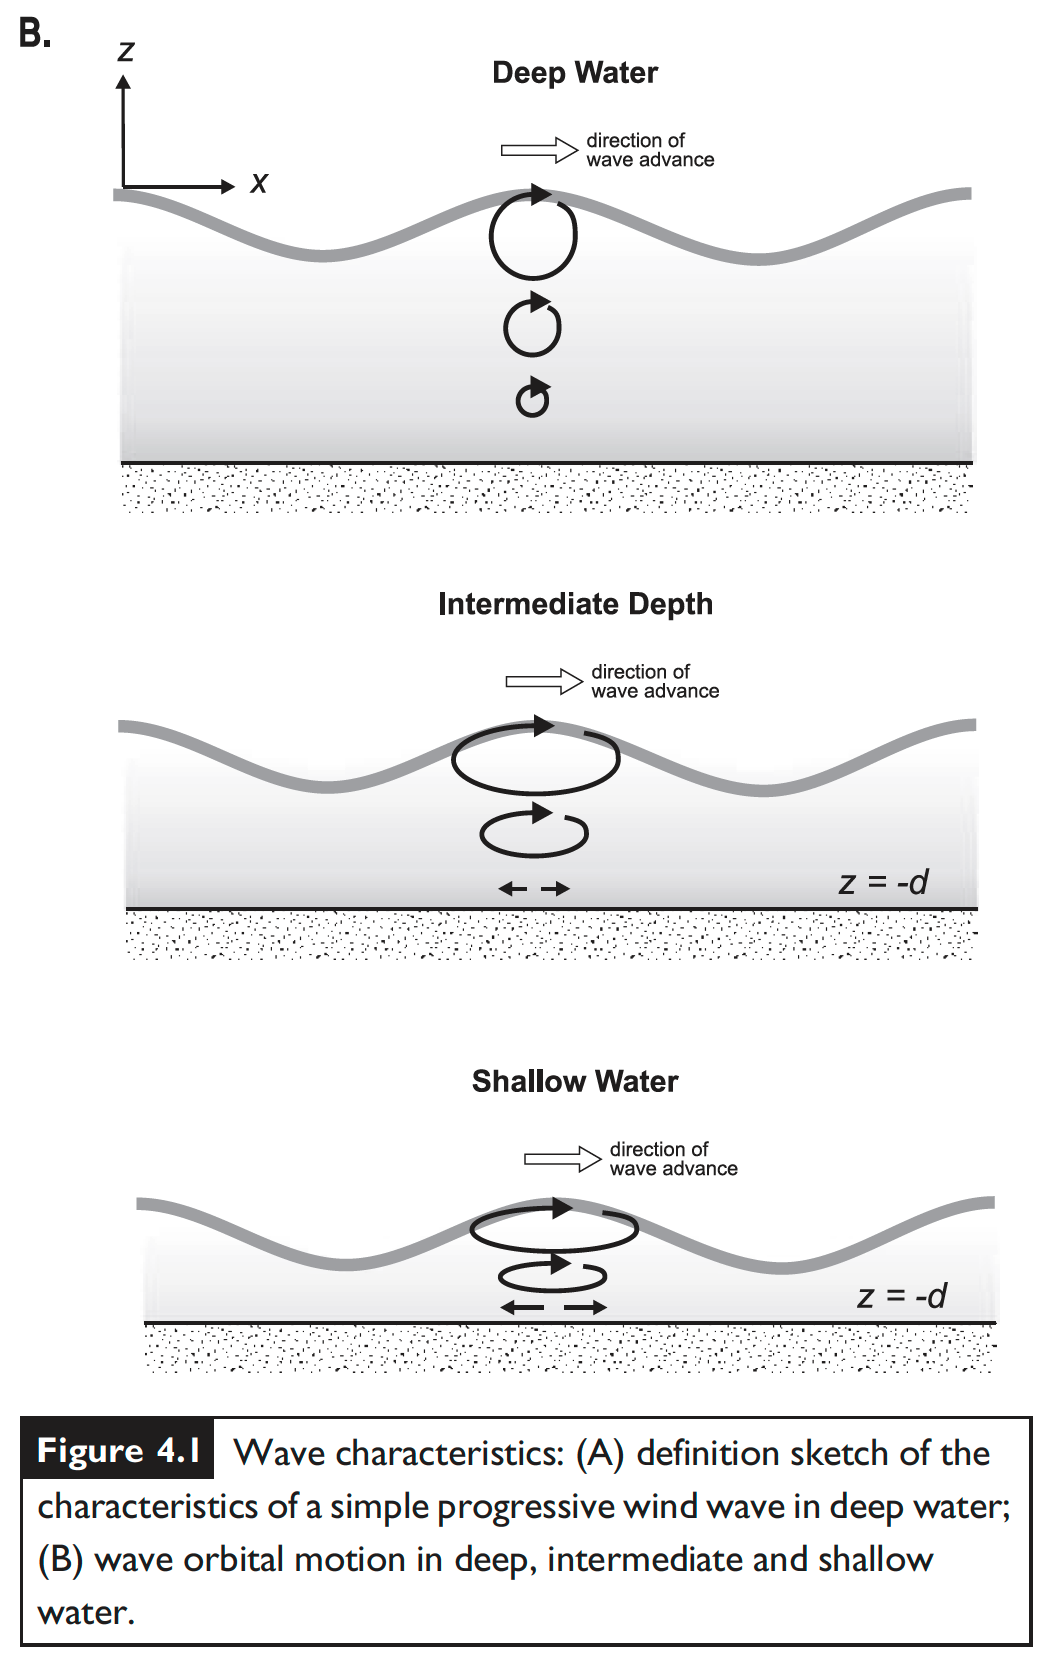 B.
z
Deep Water
direction of
wave advance
x
Intermediate Depth
direction of
wave advance
z = -d
Shallow Water
direction of
wave advance
z = -d
Figure 4.1 Wave characteristics: (A) definition sketch of the
characteristics of a simple progressive wind wave in deep water;
(B) wave orbital motion in deep, intermediate and shallow
water.